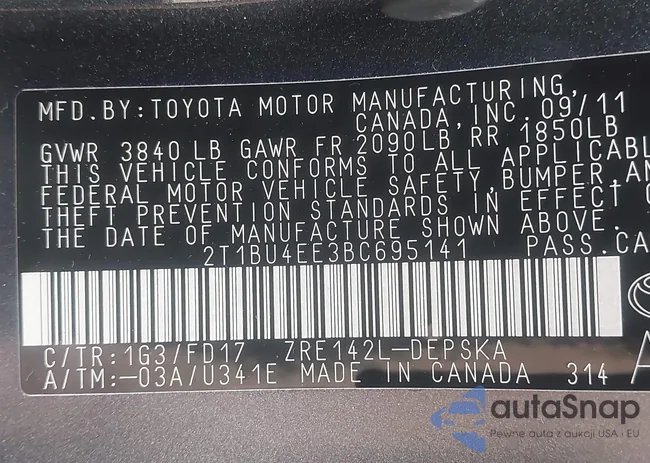 MFD.BY:TOYOTA MOTOR MANUFACTURING,
CANADA, INC. 09/11
GVWR 3840 LB GAWR FR 2090LB RR 1850LB
THIS VEHICLE CONFORMS TO ALL APPLICABL
FEDERAL MOTOR VEHICLE SAFETY, BUMPER, AN
THEFT PREVENTION STANDARDS IN EFFECT O
THE DATE OF MANUFACTURE SHOWN ABOVE.
2T1BU4EE3BC695141 PASS.CA
C/TR:1G3/FD17 ZRE142L-DEPSKA
A/TM:-03A/U341E MADE IN CANADA 314
A
autaSnap
Pewne auta z aukcji USA • EU